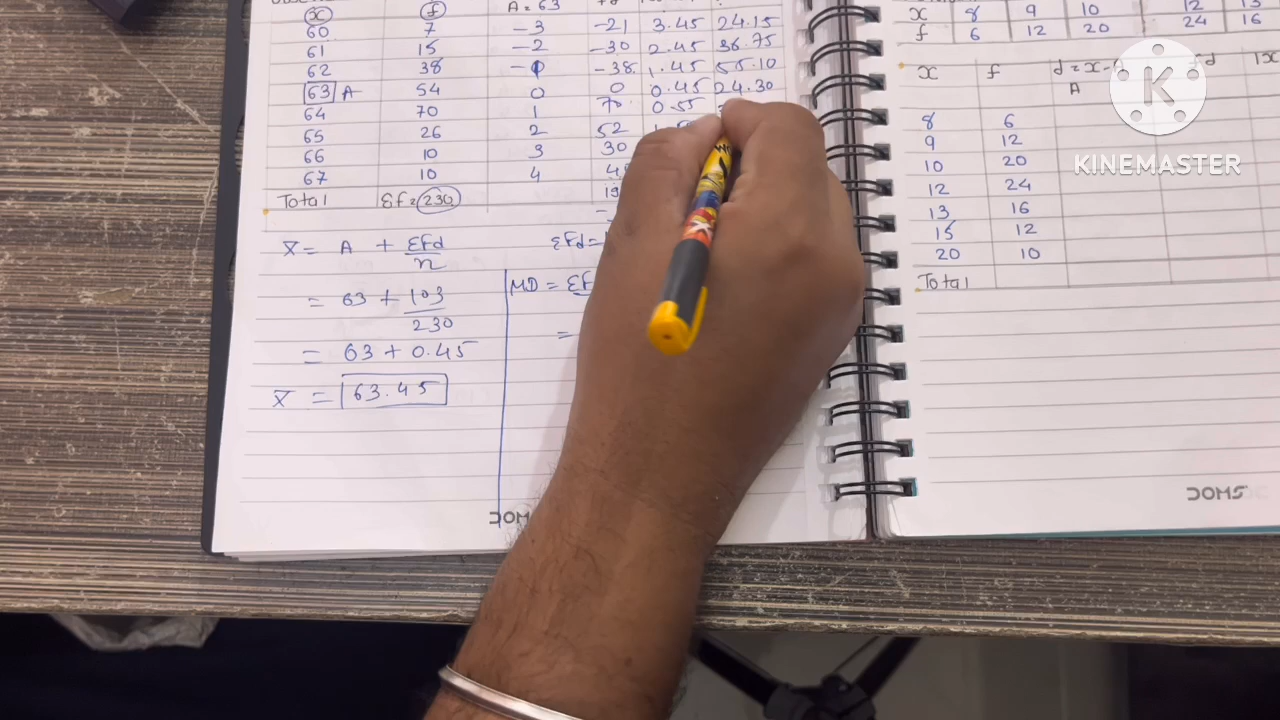 x f A = 63
60 7 -3 -21 3.45 24.15
61 15 -2 -30 2.45 36.75
62 38 -1 -38 1.45 55.10
63 A 54 0 0 0.45 24.30
64 70 1 70 0.55
65 26 2 52
66 10 3 30
67 10 4
Total Σf = 230
x̄ = A + Σfd/n
= 63 + 103/230
= 63 + 0.45
x̄ = 63.45
Σfd =
MD =
=
DOMS
x 8 9 10 12 13
f 6 12 20 24 16
x f d = x-
A
8 6
9 12
10 20
12 24
13 16
15 12
20 10
Total
DOMS
K
KINEMASTER